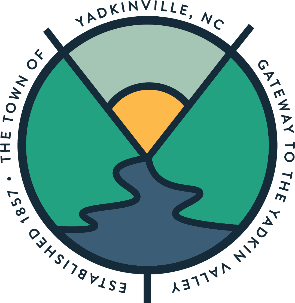 THE TOWN OF
YADKINVILLE, NC
GATEWAY TO THE YADKIN VALLEY
ESTABLISHED 1857 •